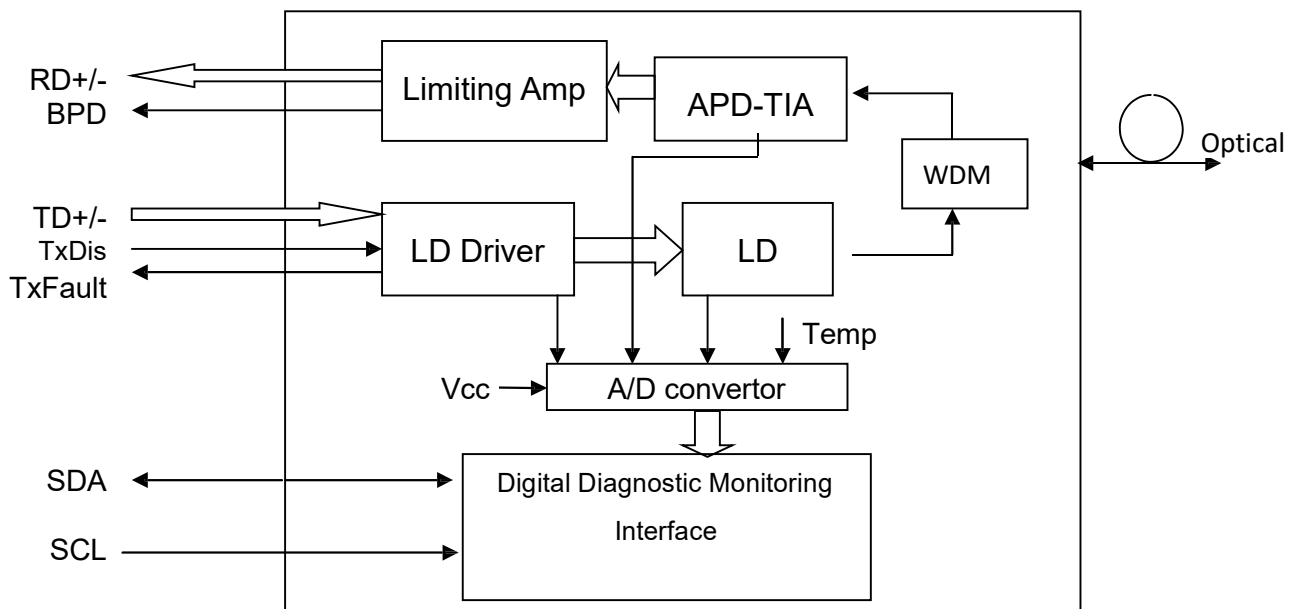 RD+/-
BPD
Limiting Amp
APD-TIA
WDM
Optical
TD+/-
TxDis
TxFault
LD Driver
LD
Temp
Vcc
A/D convertor
SDA
SCL
Digital Diagnostic Monitoring
Interface